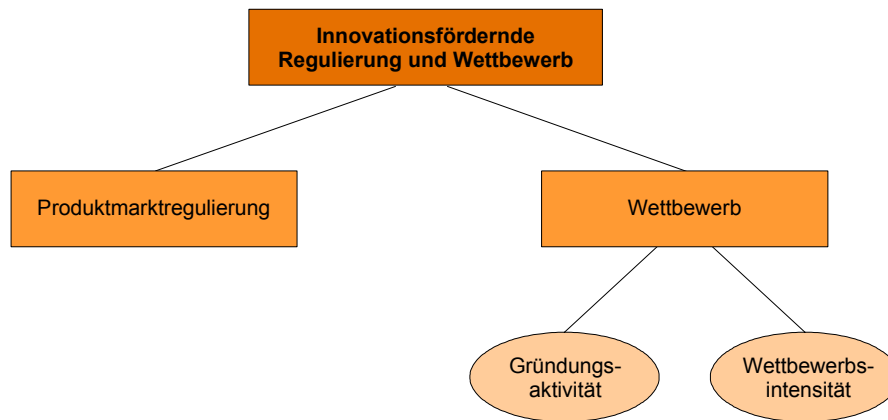 Innovationsfördernde
Regulierung und Wettbewerb
Produktmarktregulierung
Wettbewerb
Gründungs-
aktivität
Wettbewerbs-
intensität